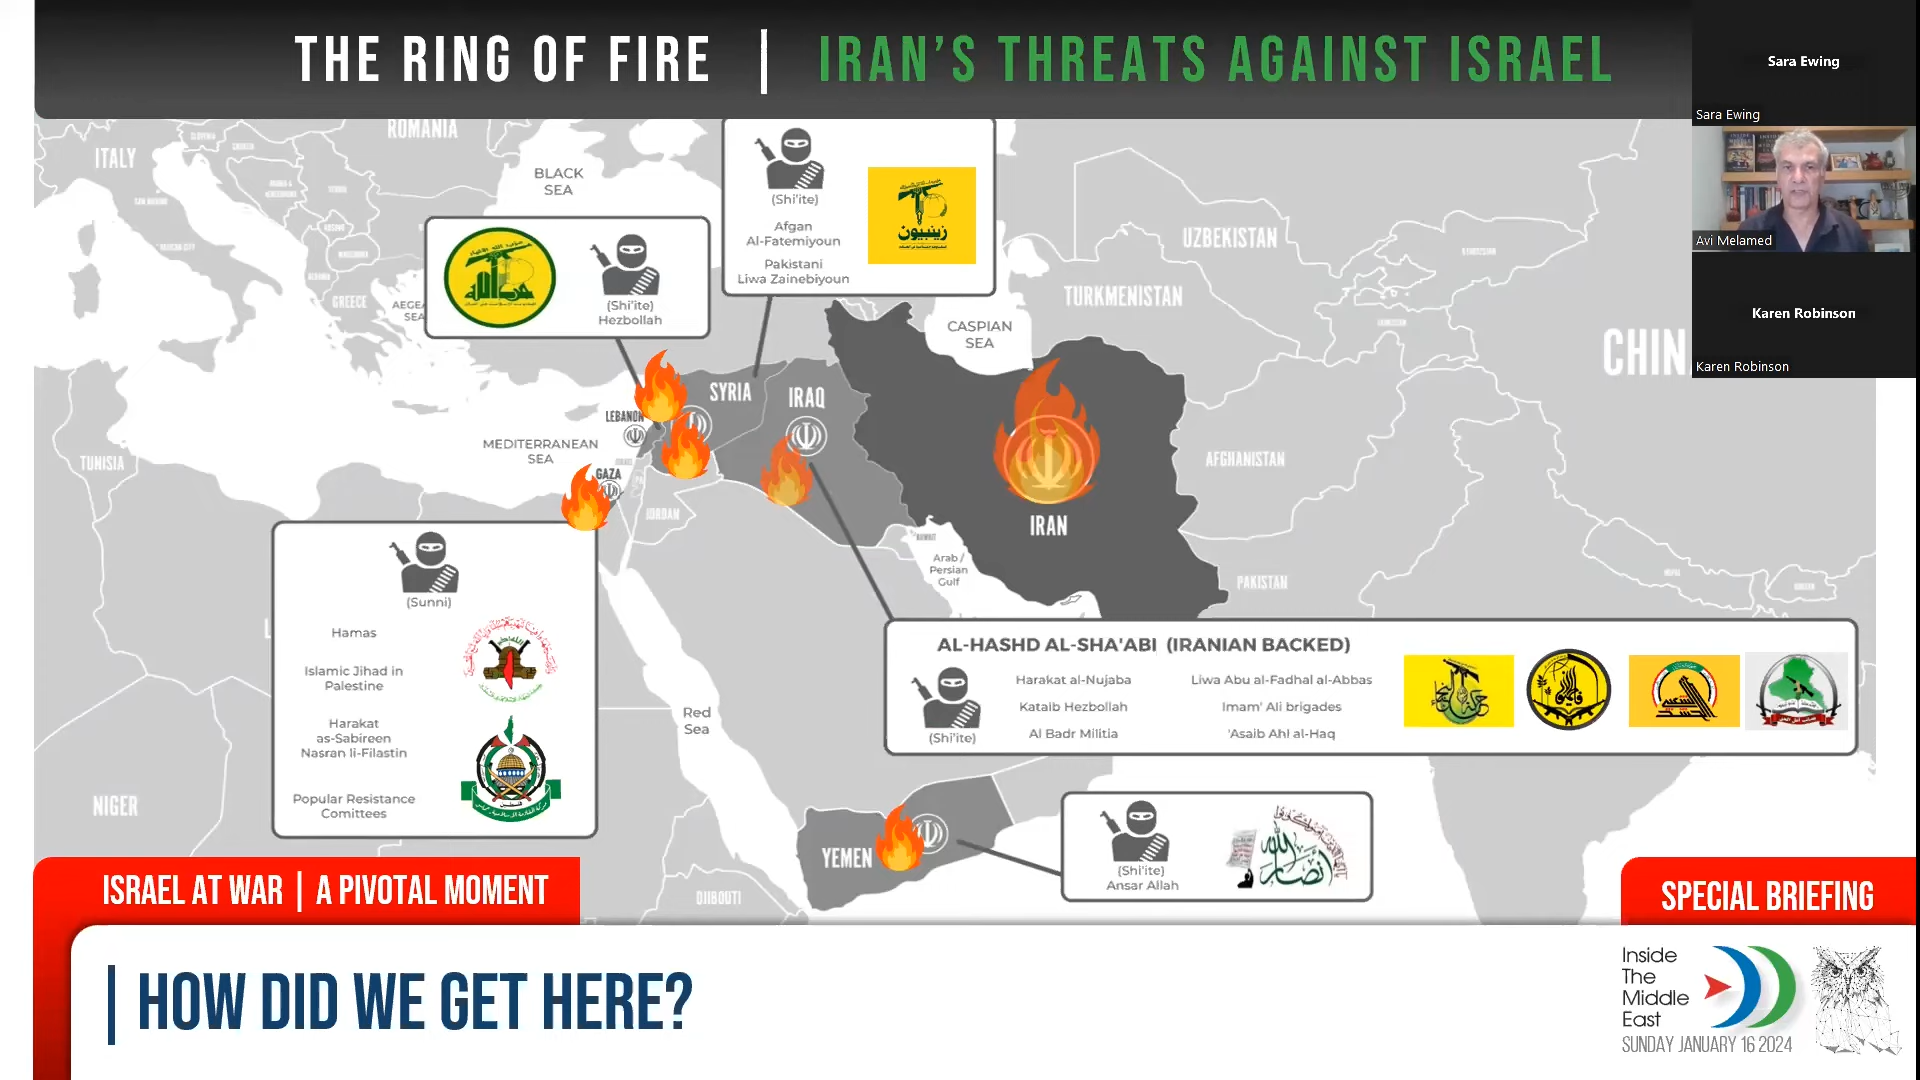 THE RING OF FIRE | IRAN'S THREATS AGAINST ISRAEL
Sara Ewing
Sara Ewing
Avi Melamed
Karen Robinson
Karen Robinson
ITALY
ROMANIA
BLACK
SEA
GREECE
AEGEA
SEA
(Shi'ite)
Hezbollah
(Shi'ite)
Afgan
Al-Fatemiyoun
Pakistani
Liwa Zainebiyoun
زينبيون
UZBEKISTAN
TURKMENISTAN
CASPIAN
SEA
CHIN
SYRIA
IRAQ
LEBANON
MEDITERRANEAN
SEA
GAZA
ISRAEL
JORDAN
TUNISIA
IRAN
AFGHANISTAN
PAKISTAN
KUWAIT
Arab /
Persian
Gulf
(Sunni)
Hamas
Islamic Jihad in
Palestine
Harakat
as-Sabireen
Nasran li-Filastin
Popular Resistance
Comittees
Red
Sea
AL-HASHD AL-SHA'ABI (IRANIAN BACKED)
(Shi'ite)
Harakat al-Nujaba
Kataib Hezbollah
Al Badr Militia
Liwa Abu al-Fadhal al-Abbas
Imam' Ali brigades
'Asaib Ahl al-Haq
NIGER
YEMEN
DJIBOUTI
(Shi'ite)
Ansar Allah
أنصار الله
ISRAEL AT WAR | A PIVOTAL MOMENT
SPECIAL BRIEFING
HOW DID WE GET HERE?
Inside
The
Middle
East
SUNDAY JANUARY 16 2024